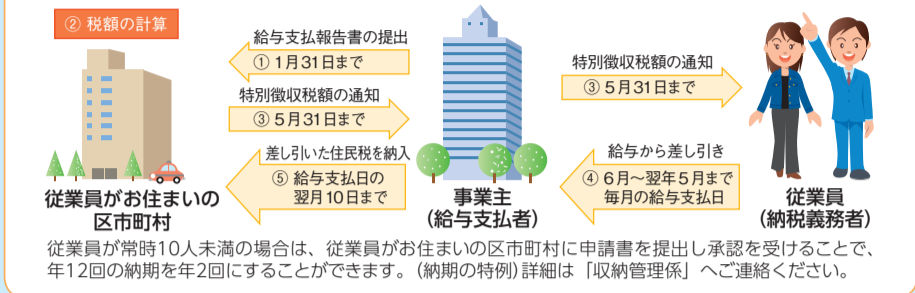 ② 税額の計算
給与支払報告書の提出
① 1月31日まで
特別徴収税額の通知
③ 5月31日まで
差し引いた住民税を納入
⑤ 給与支払日の
翌月10日まで
特別徴収税額の通知
③ 5月31日まで
給与から差し引き
④ 6月～翌年5月まで
毎月の給与支払日
従業員がお住まいの
区市町村
事業主
（給与支払者）
従業員
（納税義務者）
従業員が常時10人未満の場合は、従業員がお住まいの区市町村に申請書を提出し承認を受けることで、
年12回の納期を年2回にすることができます。（納期の特例）詳細は「収納管理係」へご連絡ください。